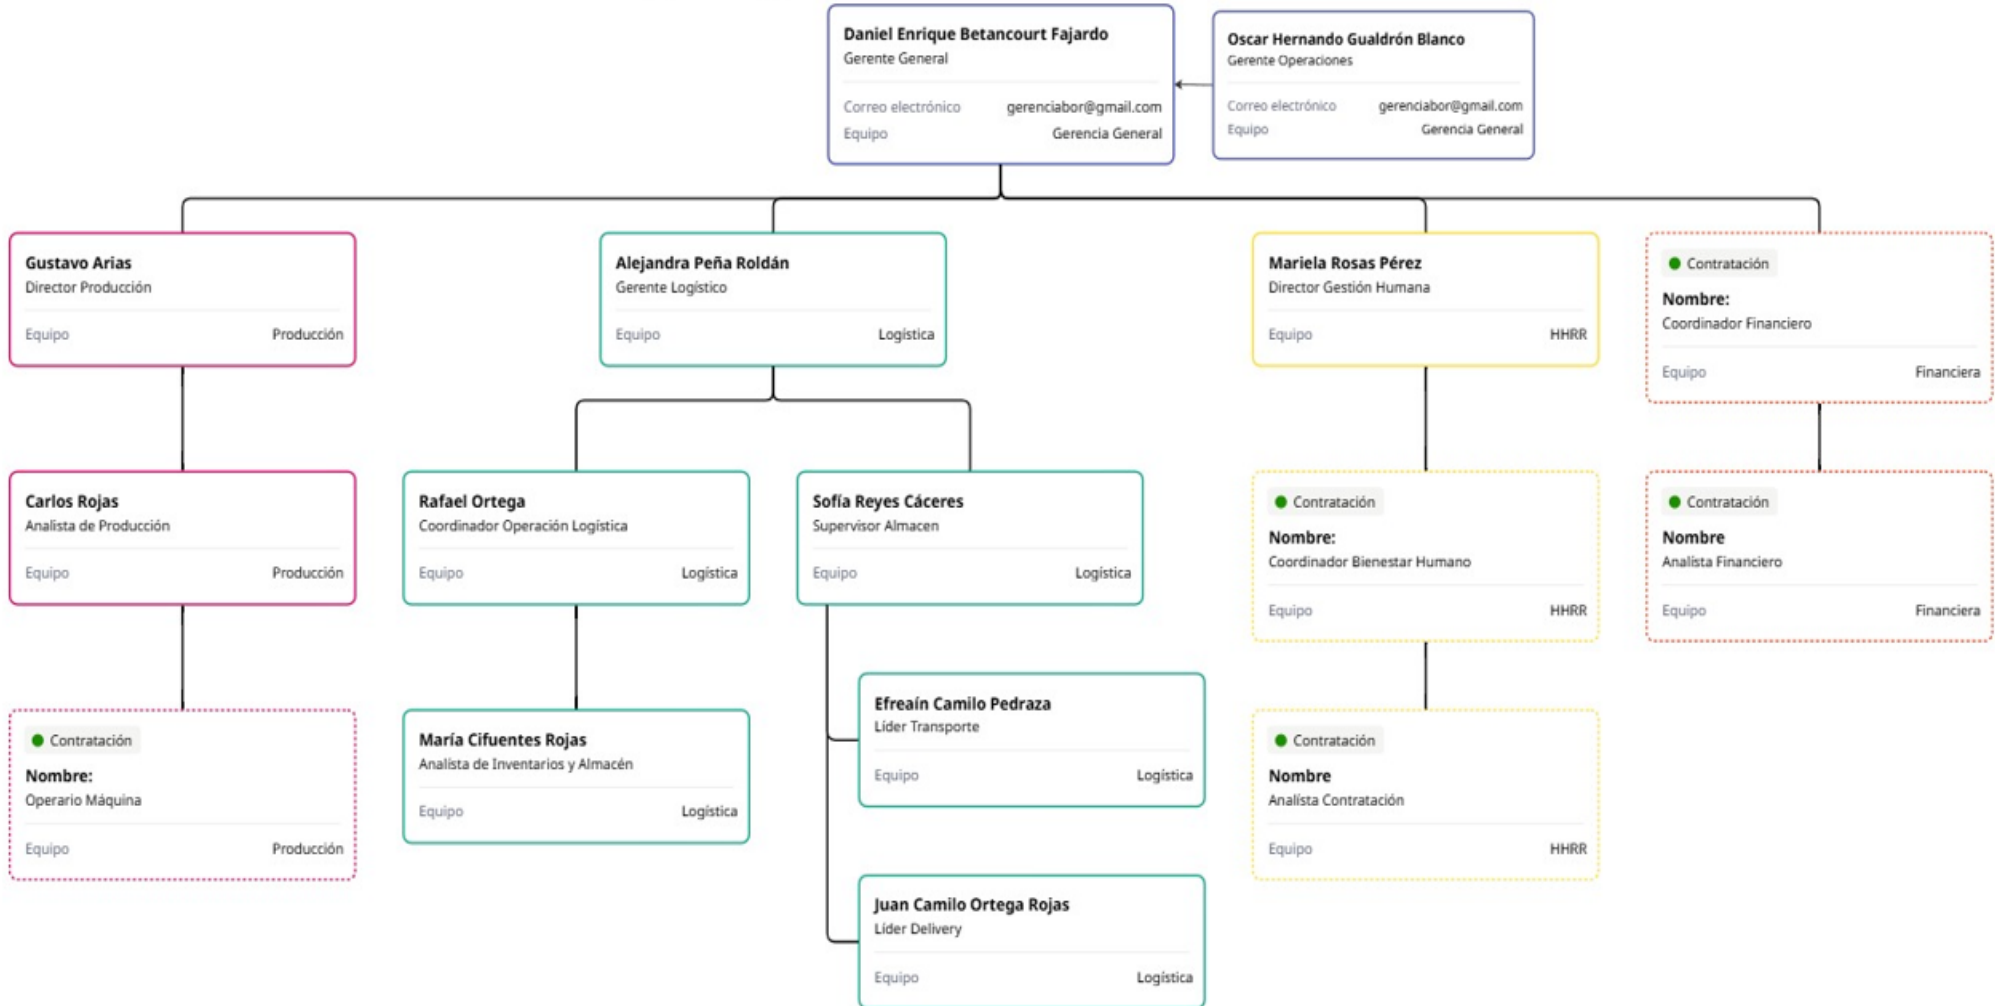 Daniel Enrique Betancourt Fajardo
Gerente General
Correo electrónico gerenciabor@gmail.com
Equipo Gerencia General
Oscar Hernando Gualdrón Blanco
Gerente Operaciones
Correo electrónico gerenciabor@gmail.com
Equipo Gerencia General
Gustavo Arias
Director Producción
Equipo Producción
Alejandra Peña Roldán
Gerente Logístico
Equipo Logística
Mariela Rosas Pérez
Director Gestión Humana
Equipo HHRR
Contratación
Nombre:
Coordinador Financiero
Equipo Financiera
Carlos Rojas
Analista de Producción
Equipo Producción
Rafael Ortega
Coordinador Operación Logística
Equipo Logística
Sofía Reyes Cáceres
Supervisor Almacen
Equipo Logística
Contratación
Nombre:
Coordinador Bienestar Humano
Equipo HHRR
Contratación
Nombre
Analísta Financiero
Equipo Financiera
Contratación
Nombre:
Operario Máquina
Equipo Producción
María Cifuentes Rojas
Analísta de Inventarios y Almacén
Equipo Logística
Efreaín Camilo Pedraza
Líder Transporte
Equipo Logística
Contratación
Nombre
Analísta Contratación
Equipo HHRR
Juan Camilo Ortega Rojas
Líder Delivery
Equipo Logística